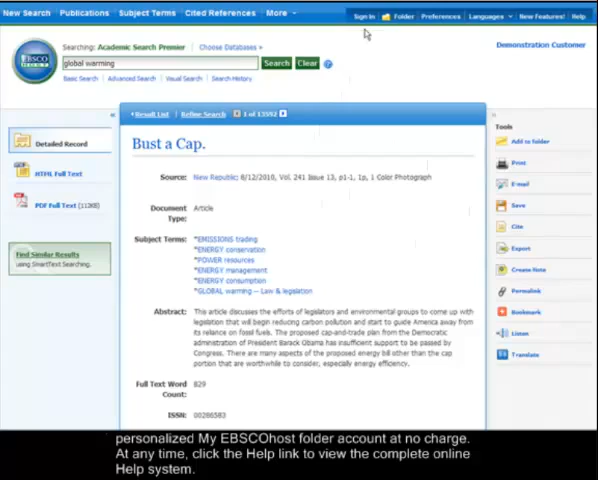 New Search Publications Subject Terms Cited References More
Sign In Folder Preferences Languages New Features! Help
Demonstration Customer
EBSCO HOST
Searching: Academic Search Premier Choose Databases »
global warming Search Clear
Basic Search Advanced Search Visual Search Search History
Result List Refine Search 1 of 13592
Detailed Record
HTML Full Text
PDF Full Text (112KB)
Find Similar Results
using SmartText Searching.
Bust a Cap.
Source: New Republic; 8/12/2010, Vol. 241 Issue 13, p1-1, 1p, 1 Color Photograph
Document Type: Article
Subject Terms: *EMISSIONS trading
*ENERGY conservation
*POWER resources
*ENERGY management
*ENERGY consumption
*GLOBAL warming -- Law & legislation
Abstract: This article discusses the efforts of legislators and environmental groups to come up with
legislation that will begin reducing carbon pollution and start to guide America away from
its reliance on fossil fuels. The proposed cap-and-trade plan from the Democratic
administration of President Barack Obama has insufficient support to be passed by
Congress. There are many aspects of the proposed energy bill other than the cap
portion that are worthwhile to consider, especially energy efficiency.
Full Text Word Count: 829
ISSN: 00286583
Tools
Add to folder
Print
E-mail
Save
Cite
Export
Create Note
Permalink
Bookmark
Listen
Translate
personalized My EBSCOhost folder account at no charge.
At any time, click the Help link to view the complete online
Help system.